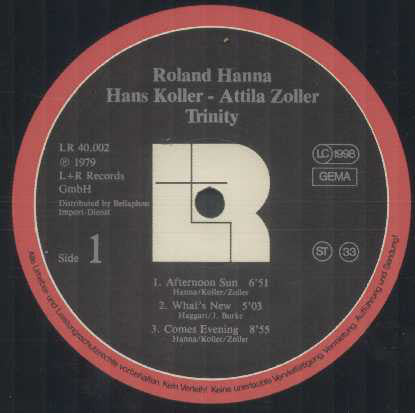 Roland Hanna
Hans Koller - Attila Zoller
Trinity
LR 40.002
℗ 1979
L+R Records
GmbH
Distributed by Bellaphon
Import-Dienst
LC 1998
GEMA
Side 1
ST 33
1. Afternoon Sun 6'51
Hanna/Koller/Zoller
2. What's New 5'03
Haggart/J. Burke
3. Comes Evening 8'55
Hanna/Koller/Zoller
Alle Urheber- und Leistungsschutzrechte vorbehalten. Kein Verleih! Keine unerlaubte Vervielfältigung, Vermietung, Aufführung und Sendung!